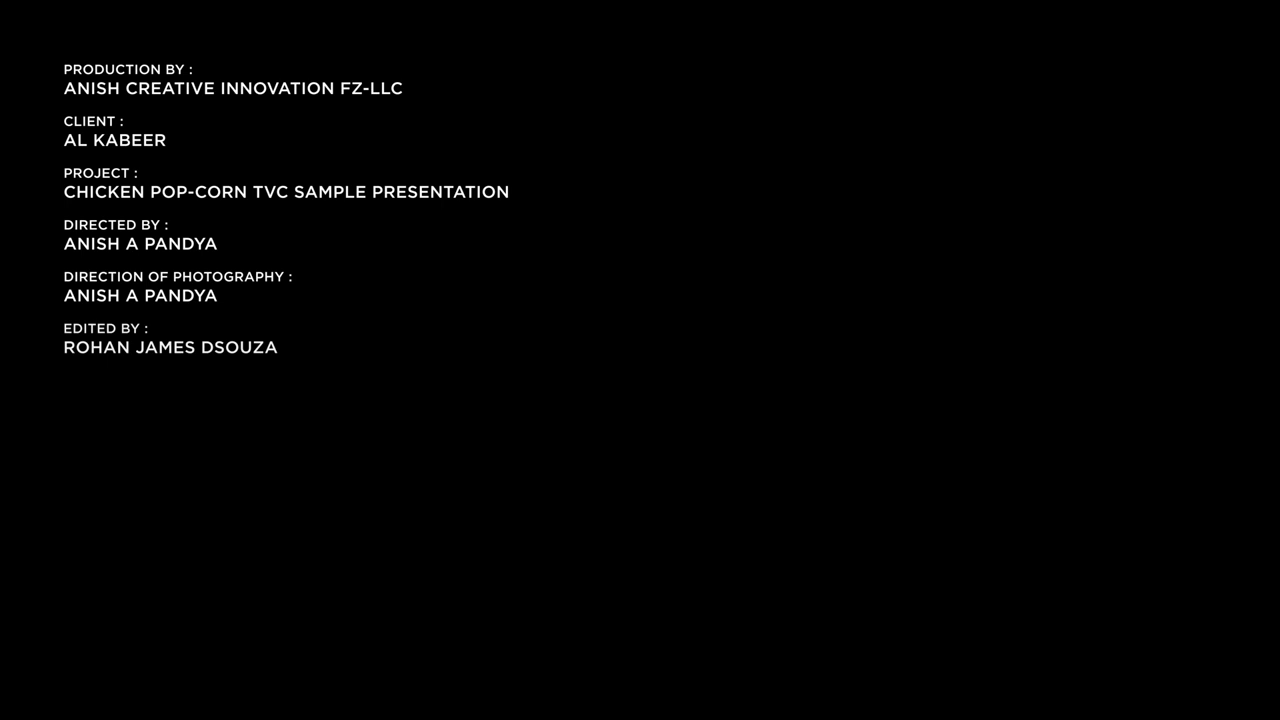 PRODUCTION BY :
ANISH CREATIVE INNOVATION FZ-LLC
CLIENT :
AL KABEER
PROJECT :
CHICKEN POP-CORN TVC SAMPLE PRESENTATION
DIRECTED BY :
ANISH A PANDYA
DIRECTION OF PHOTOGRAPHY :
ANISH A PANDYA
EDITED BY :
ROHAN JAMES DSOUZA